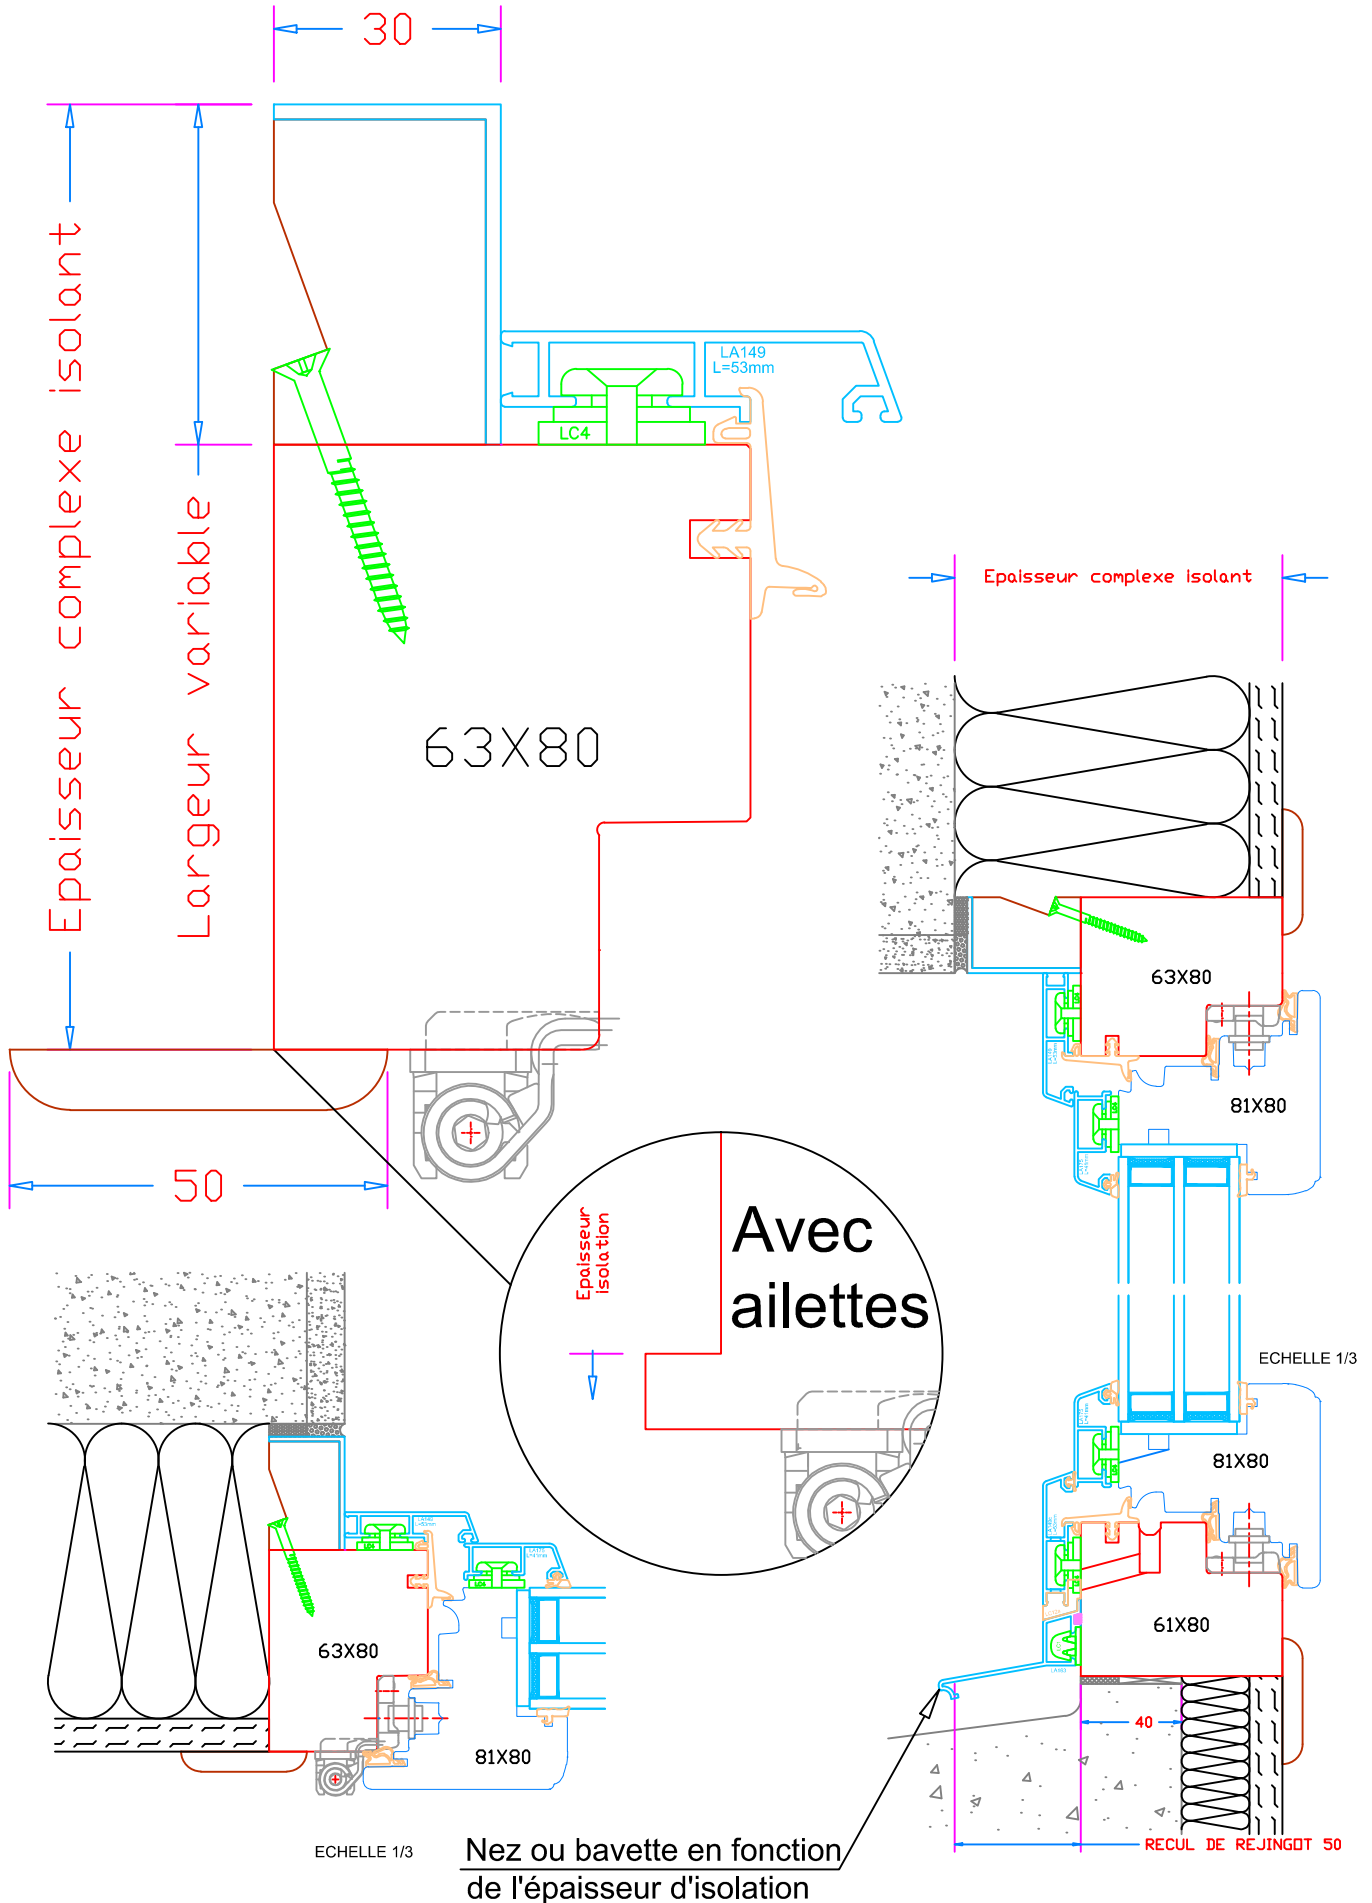 30
Epaisseur complexe isolant
Largeur variable
LA149
L=53mm
LC4
63X80
50
Epaisseur complexe isolant
63X80
81X80
Epaisseur
isolation
Avec
ailettes
ECHELLE 1/3
81X80
61X80
40
RECUL DE REJINGOT 50
63X80
81X80
ECHELLE 1/3
Nez ou bavette en fonction
de l'épaisseur d'isolation